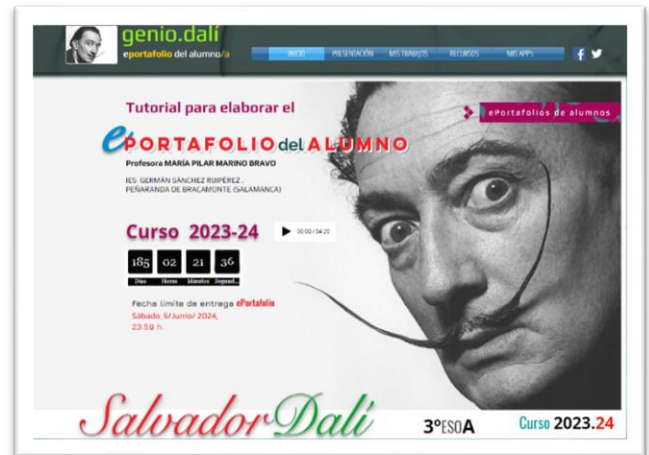 genio.dalí
eportafolio del alumno/a
INICIO PRESENTACIÓN MIS TRABAJOS RECURSOS MIS APPs
Tutorial para elaborar el
ePORTAFOLIO del ALUMNO
ePortafolios de alumnos
Profesora MARÍA PILAR MARINO BRAVO
IES GERMÁN SÁNCHEZ RUIPÉREZ .
PEÑARANDA DE BRACAMONTE (SALAMANCA)
Curso 2023-24
00:00 / 04:20
185 02 21 36
Días Horas Minutos Segund...
Fecha límite de entrega ePortafolio
Sábado, 5/Junio/ 2024,
23:59 h.
Salvador Dalí
3ºESOA
Curso 2023.24